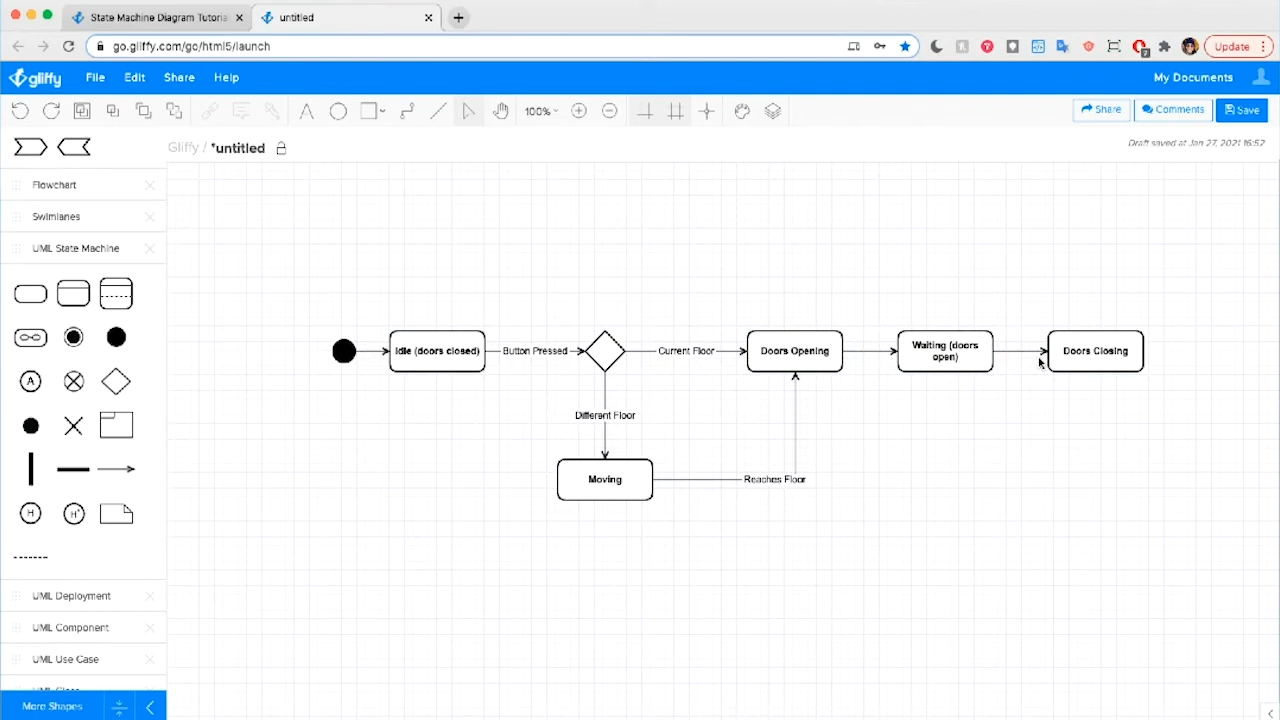 State Machine Diagram Tutoria
untitled
go.gliffy.com/go/html5/launch
Update
gliffy
File
Edit
Share
Help
My Documents
100%
Share
Comments
Save
Gliffy / *untitled
Draft saved at Jan 27, 2021 16:52
Flowchart
Swimlanes
UML State Machine
A
H
H*
UML Deployment
UML Component
UML Use Case
UML Class
More Shapes
Idle (doors closed)
Button Pressed
Current Floor
Doors Opening
Waiting (doors
open)
Doors Closing
Different Floor
Moving
Reaches Floor